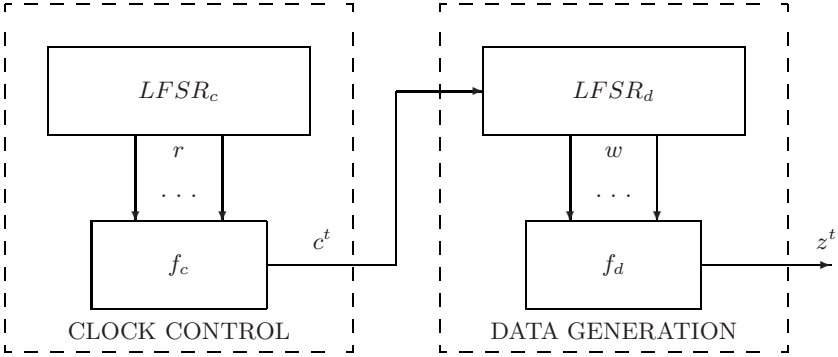 LFSR_c
r
. . .
f_c
c^t
CLOCK CONTROL
LFSR_d
w
. . .
f_d
z^t
DATA GENERATION